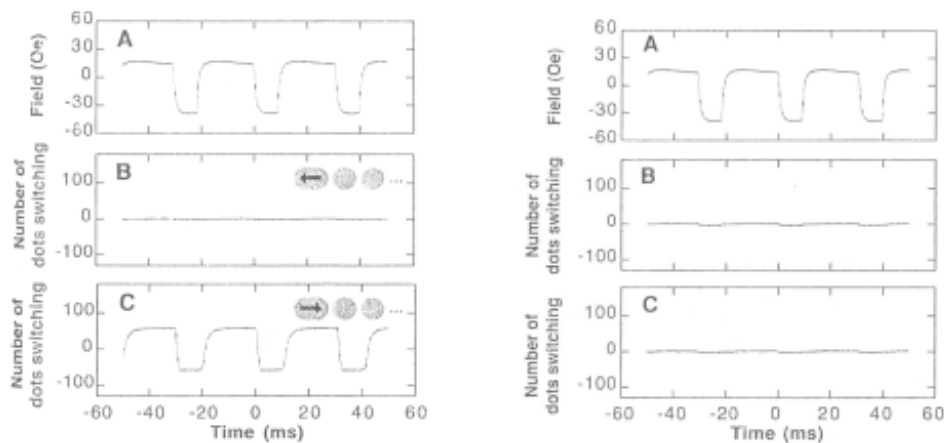 A
Field (Oe)
60
30
0
-30
-60
B
Number of
dots switching
100
0
-100
...
C
Number of
dots switching
100
0
-100
...
-60 -40 -20 0 20 40 60
Time (ms)
A
Field (Oe)
60
30
0
-30
-60
B
Number of
dots switching
100
0
-100
C
Number of
dots switching
100
0
-100
-60 -40 -20 0 20 40 60
Time (ms)